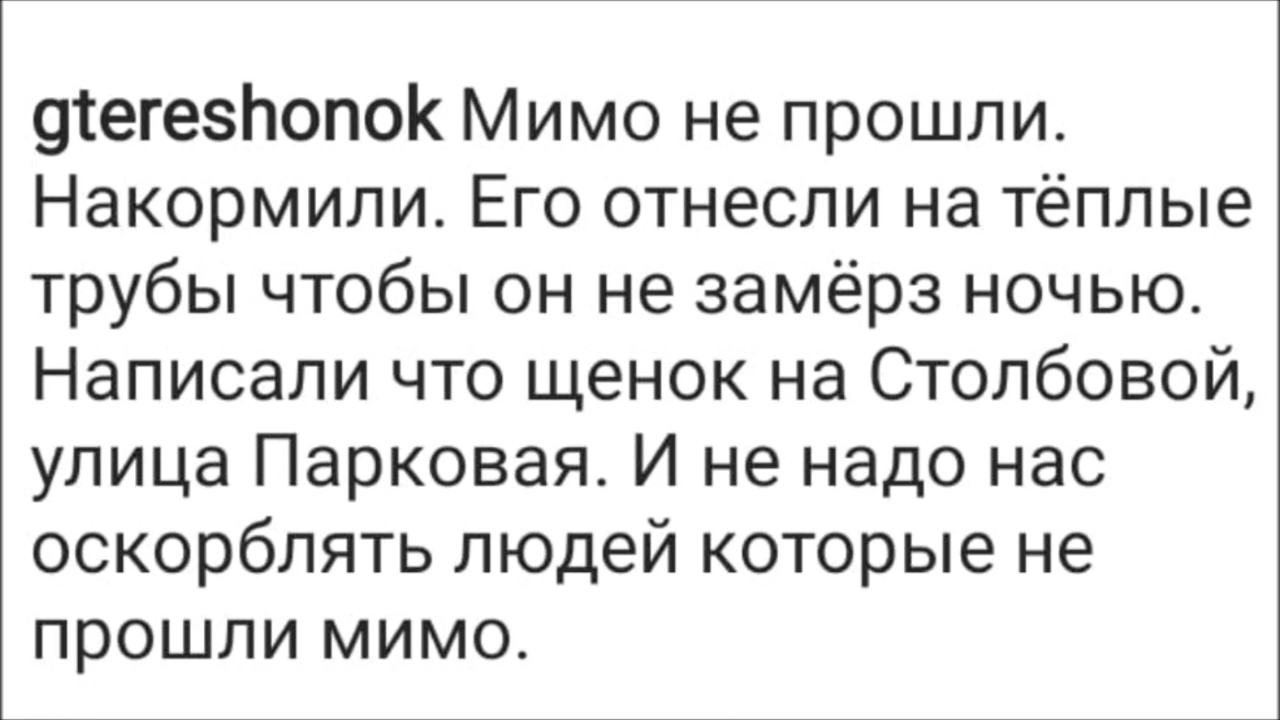 gtereshonok Мимо не прошли.
Накормили. Его отнесли на тёплые
трубы чтобы он не замёрз ночью.
Написали что щенок на Столбовой,
улица Парковая. И не надо нас
оскорблять людей которые не
прошли мимо.